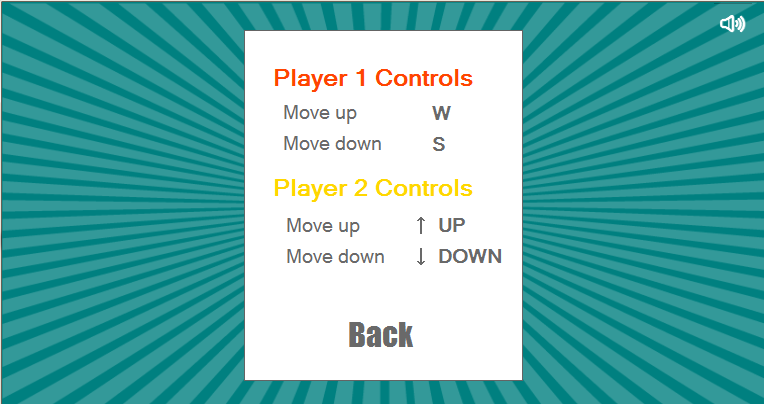 Player 1 Controls
Move up W
Move down S
Player 2 Controls
Move up ↑ UP
Move down ↓ DOWN
Back